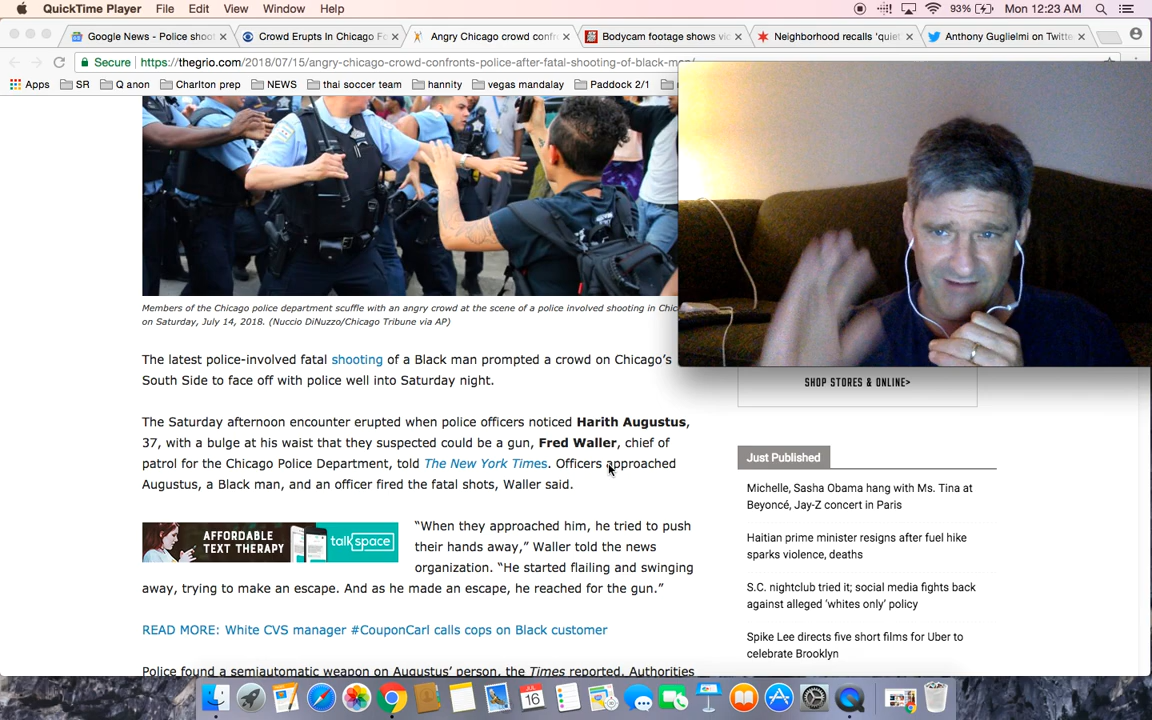 QuickTime Player File Edit View Window Help 93% Mon 12:23 AM
Google News - Police shoot × Crowd Erupts In Chicago Fo × Angry Chicago crowd conf × Bodycam footage shows vi × Neighborhood recalls 'quiet × Anthony Guglielmi on Twitte ×
Secure https://thegrio.com/2018/07/15/angry-chicago-crowd-confronts-police-after-fatal-shooting-of-black-man/
Apps SR Q anon Charlton prep NEWS thai soccer team hannity vegas mandalay Paddock 2/1
Members of the Chicago police department scuffle with an angry crowd at the scene of a police involved shooting in Chic
on Saturday, July 14, 2018. (Nuccio DiNuzzo/Chicago Tribune via AP)
The latest police-involved fatal shooting of a Black man prompted a crowd on Chicago's
South Side to face off with police well into Saturday night.
The Saturday afternoon encounter erupted when police officers noticed Harith Augustus,
37, with a bulge at his waist that they suspected could be a gun, Fred Waller, chief of
patrol for the Chicago Police Department, told The New York Times. Officers approached
Augustus, a Black man, and an officer fired the fatal shots, Waller said.
AFFORDABLE
TEXT THERAPY
talkspace
“When they approached him, he tried to push
their hands away,” Waller told the news
organization. “He started flailing and swinging
away, trying to make an escape. And as he made an escape, he reached for the gun.”
READ MORE: White CVS manager #CouponCarl calls cops on Black customer
Police found a semiautomatic weapon on Augustus’ person, the Times reported. Authorities
SHOP STORES & ONLINE>
Just Published
Michelle, Sasha Obama hang with Ms. Tina at
Beyoncé, Jay-Z concert in Paris
Haitian prime minister resigns after fuel hike
sparks violence, deaths
S.C. nightclub tried it; social media fights back
against alleged ‘whites only’ policy
Spike Lee directs five short films for Uber to
celebrate Brooklyn
JUL
16